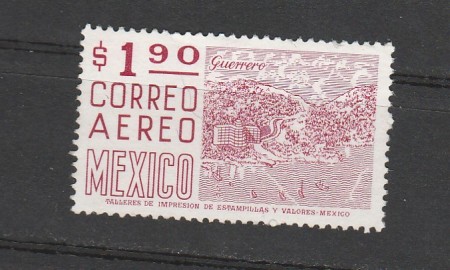 $1.90
Guerrero
CORREO
AEREO
MEXICO
TALLERES DE IMPRESION DE ESTAMPILLAS Y VALORES-MEXICO